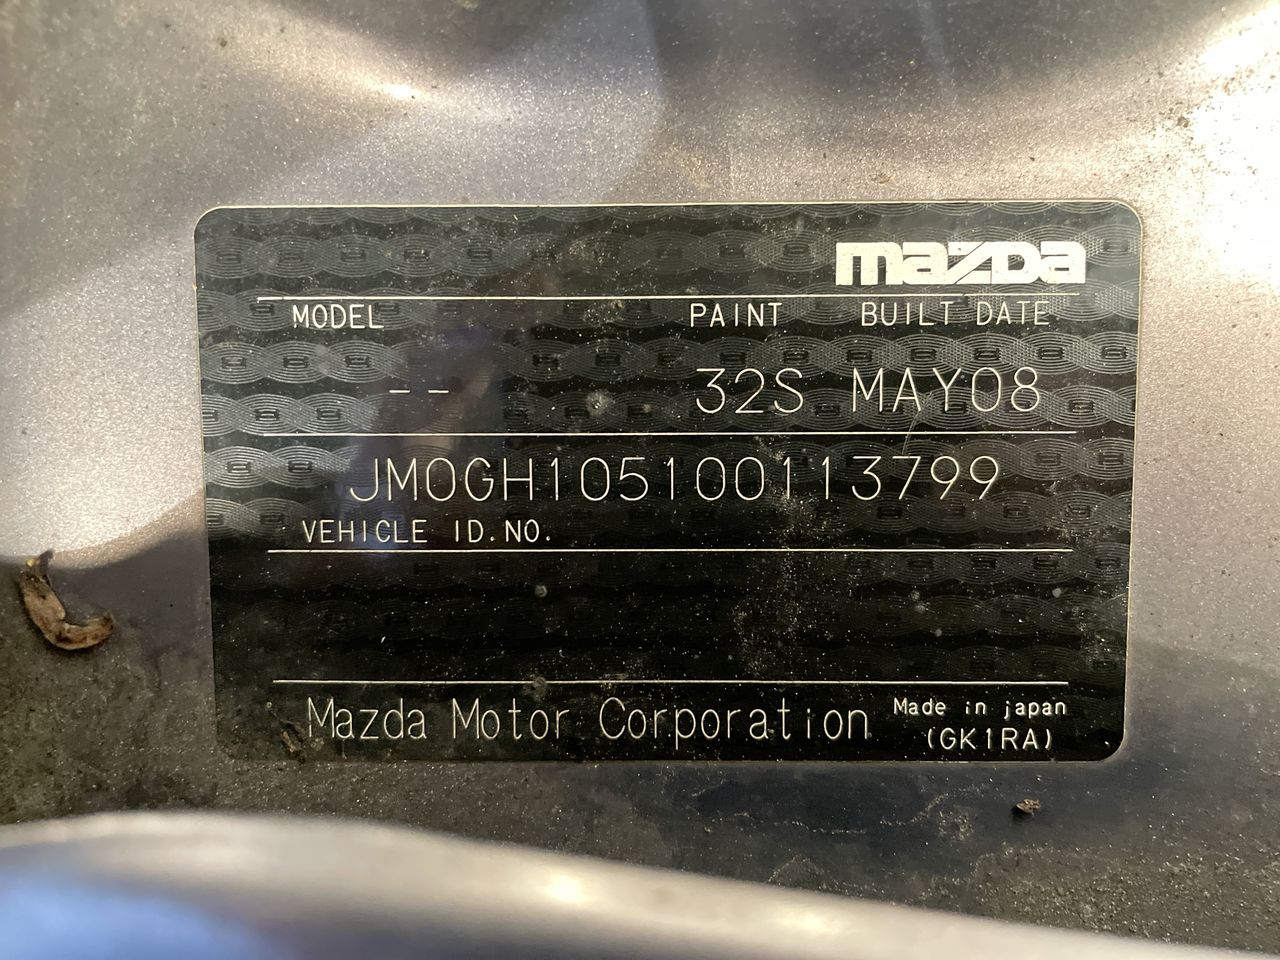 mazda
MODEL PAINT BUILT DATE
-- 32S MAY08
JM0GH105100113799
VEHICLE ID.NO.
Mazda Motor Corporation Made in japan
(GK1RA)